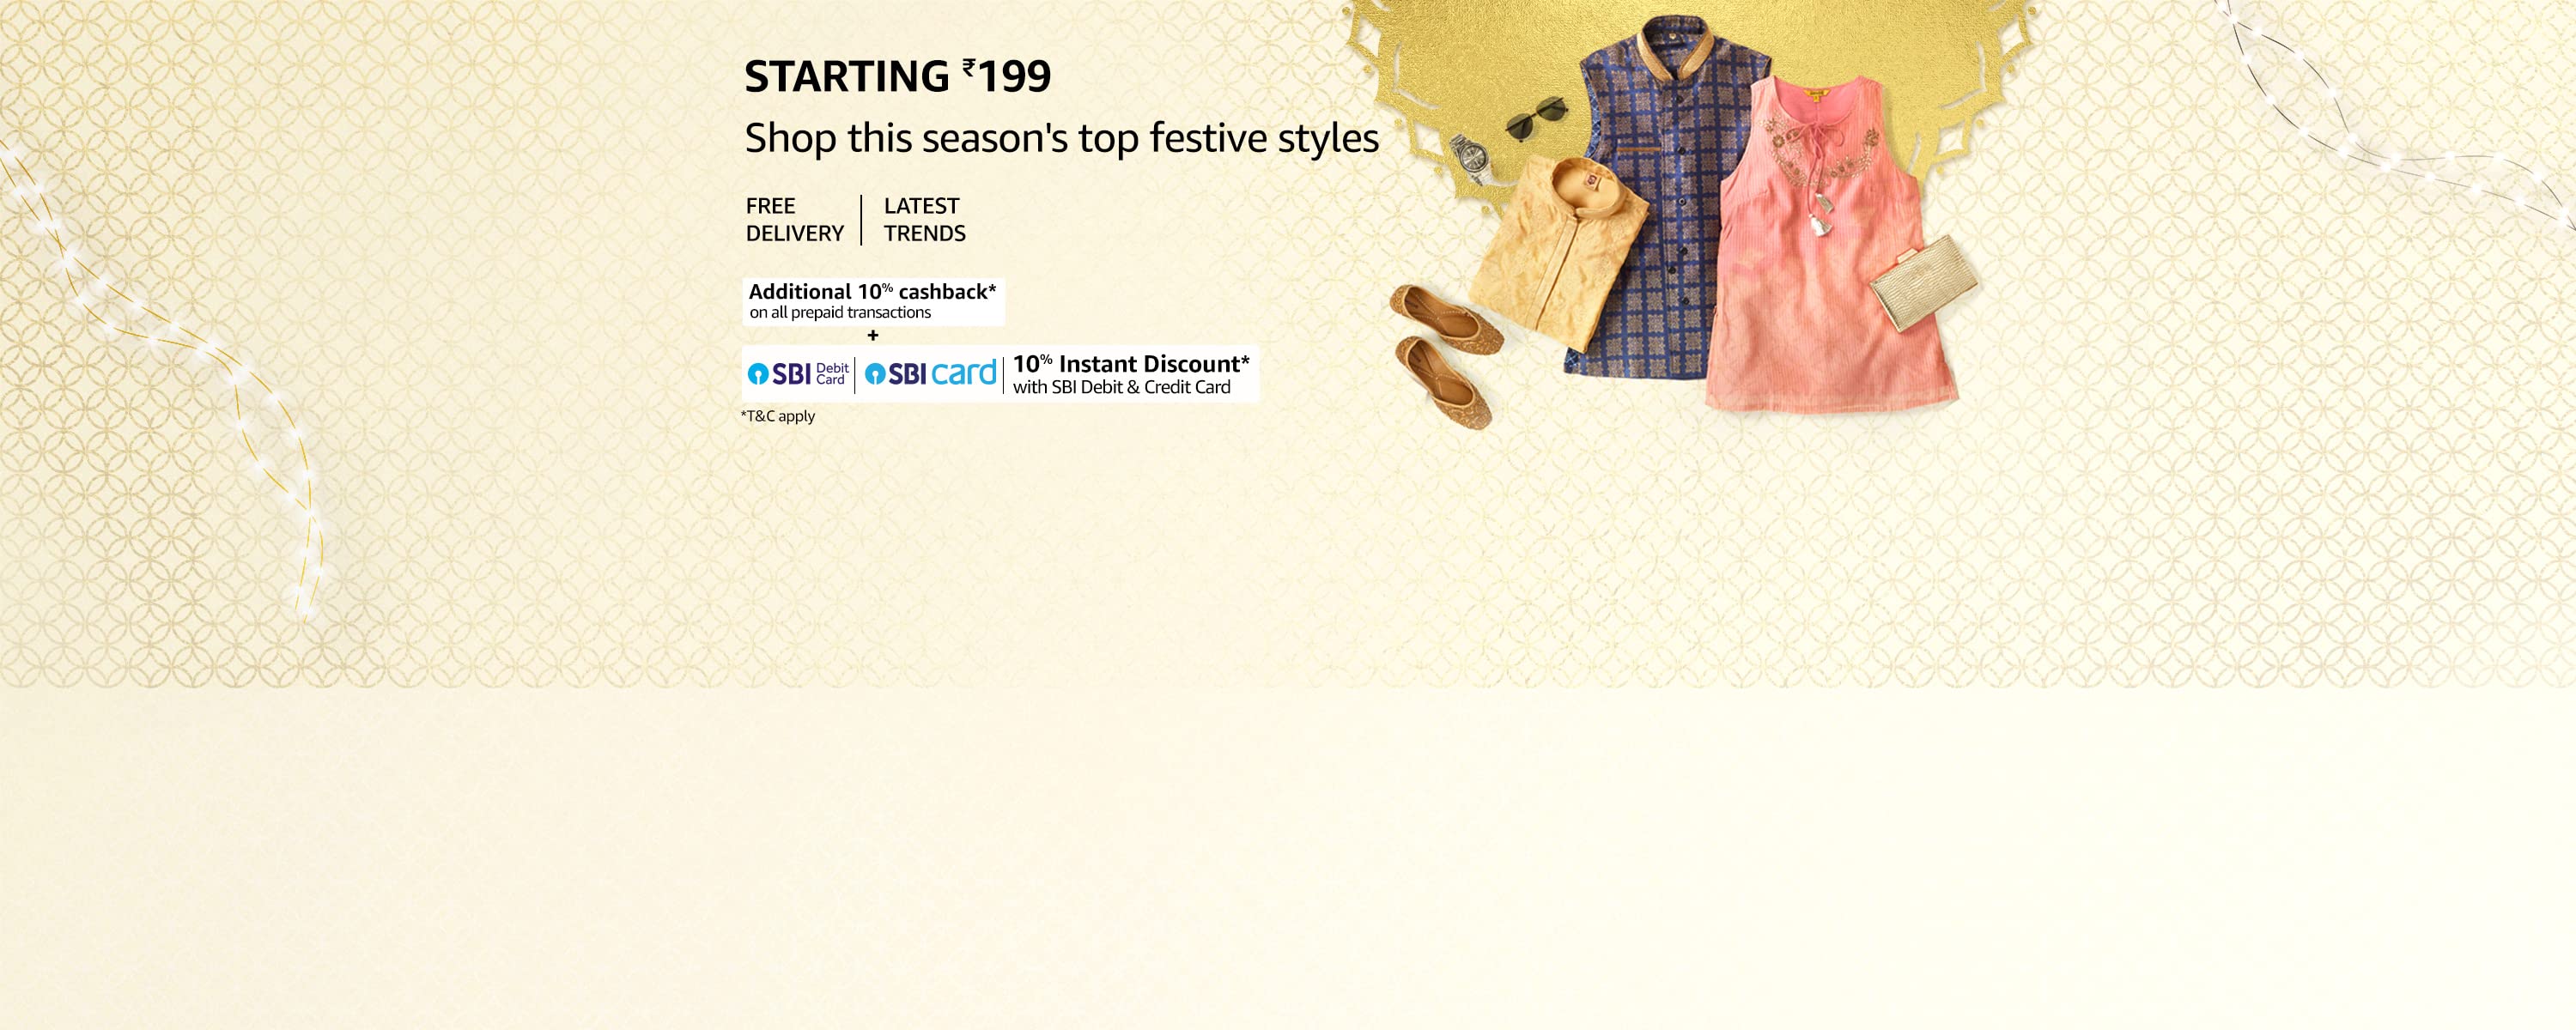 STARTING ₹199
Shop this season's top festive styles
FREE DELIVERY
LATEST TRENDS
Additional 10% cashback*
on all prepaid transactions
+
SBI Debit Card
SBI card
10% Instant Discount*
with SBI Debit & Credit Card
*T&C apply